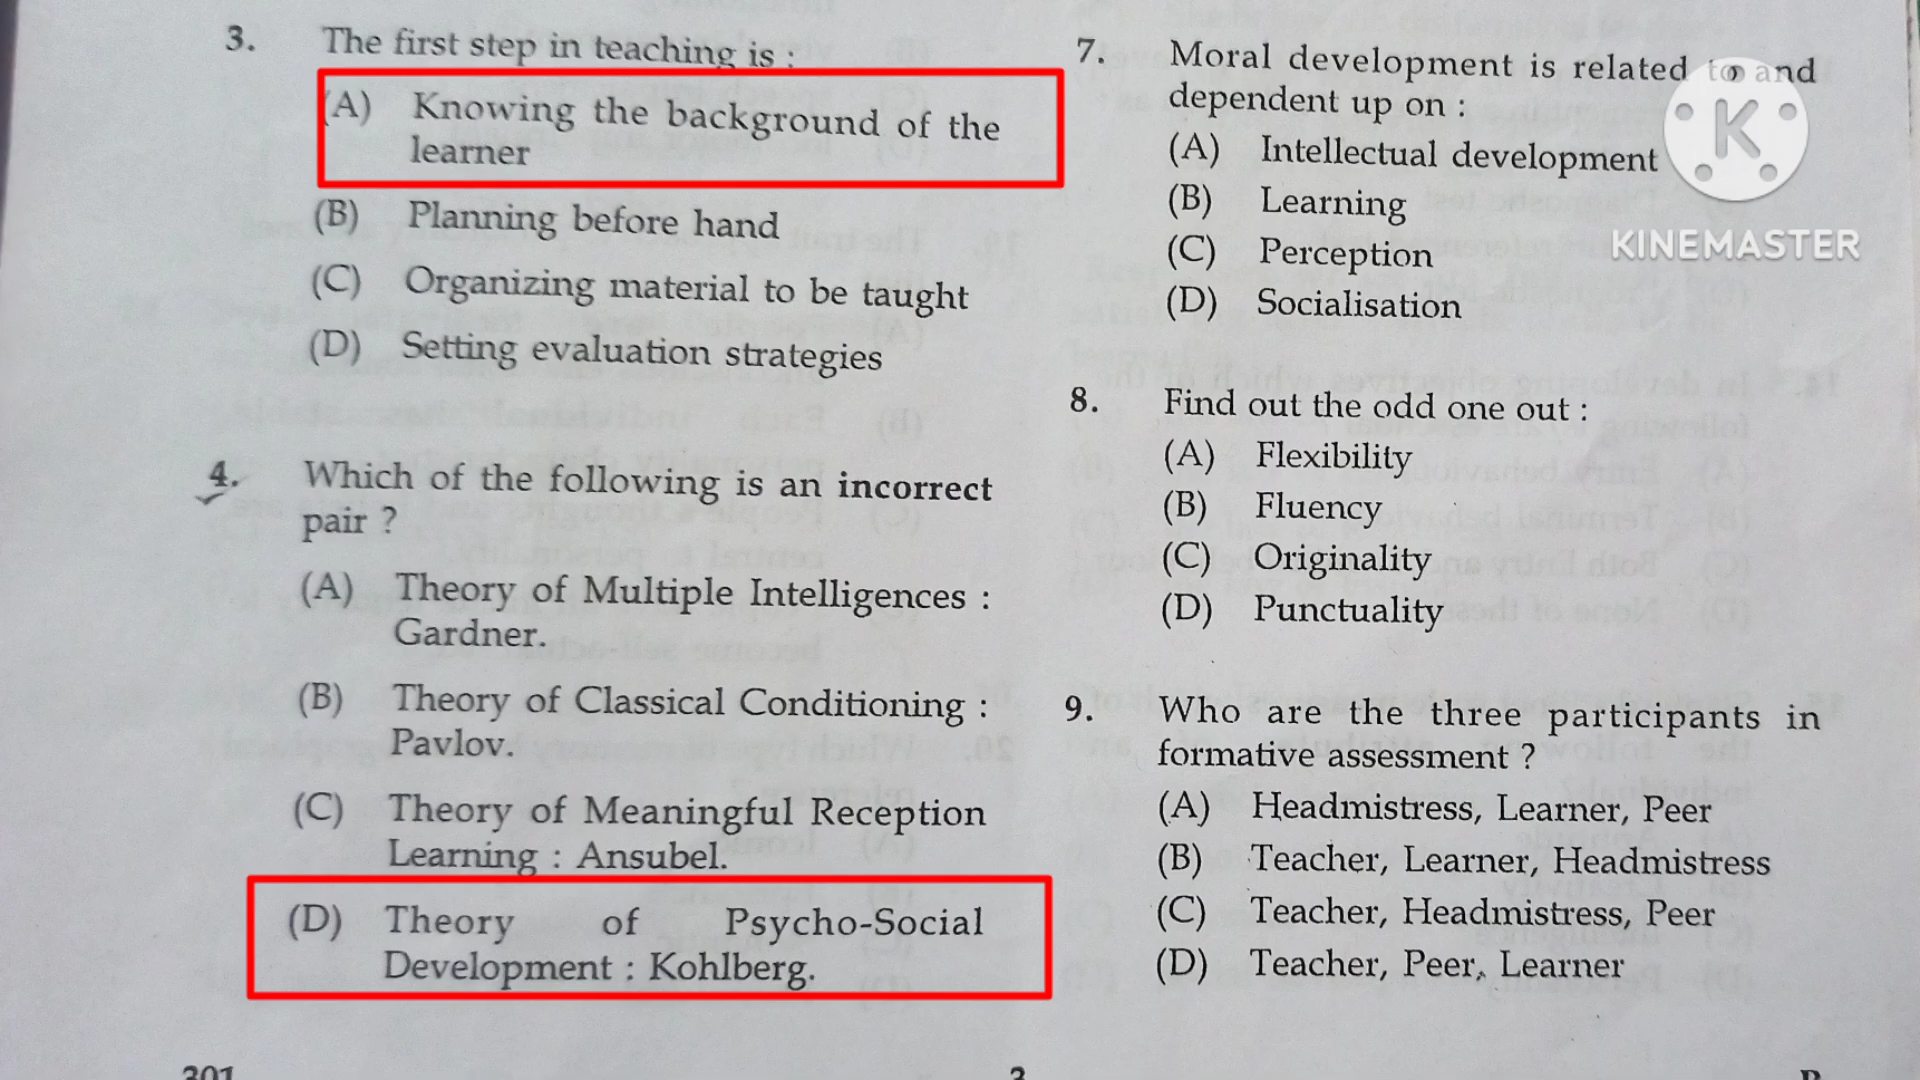 3. The first step in teaching is :
(A) Knowing the background of the
learner
(B) Planning before hand
(C) Organizing material to be taught
(D) Setting evaluation strategies
4. Which of the following is an incorrect
pair ?
(A) Theory of Multiple Intelligences :
Gardner.
(B) Theory of Classical Conditioning :
Pavlov.
(C) Theory of Meaningful Reception
Learning : Ansubel.
(D) Theory of Psycho-Social
Development : Kohlberg.
7. Moral development is related to and
dependent up on :
(A) Intellectual development
(B) Learning
(C) Perception
(D) Socialisation
8. Find out the odd one out :
(A) Flexibility
(B) Fluency
(C) Originality
(D) Punctuality
9. Who are the three participants in
formative assessment ?
(A) Headmistress, Learner, Peer
(B) Teacher, Learner, Headmistress
(C) Teacher, Headmistress, Peer
(D) Teacher, Peer, Learner
K
KINEMASTER